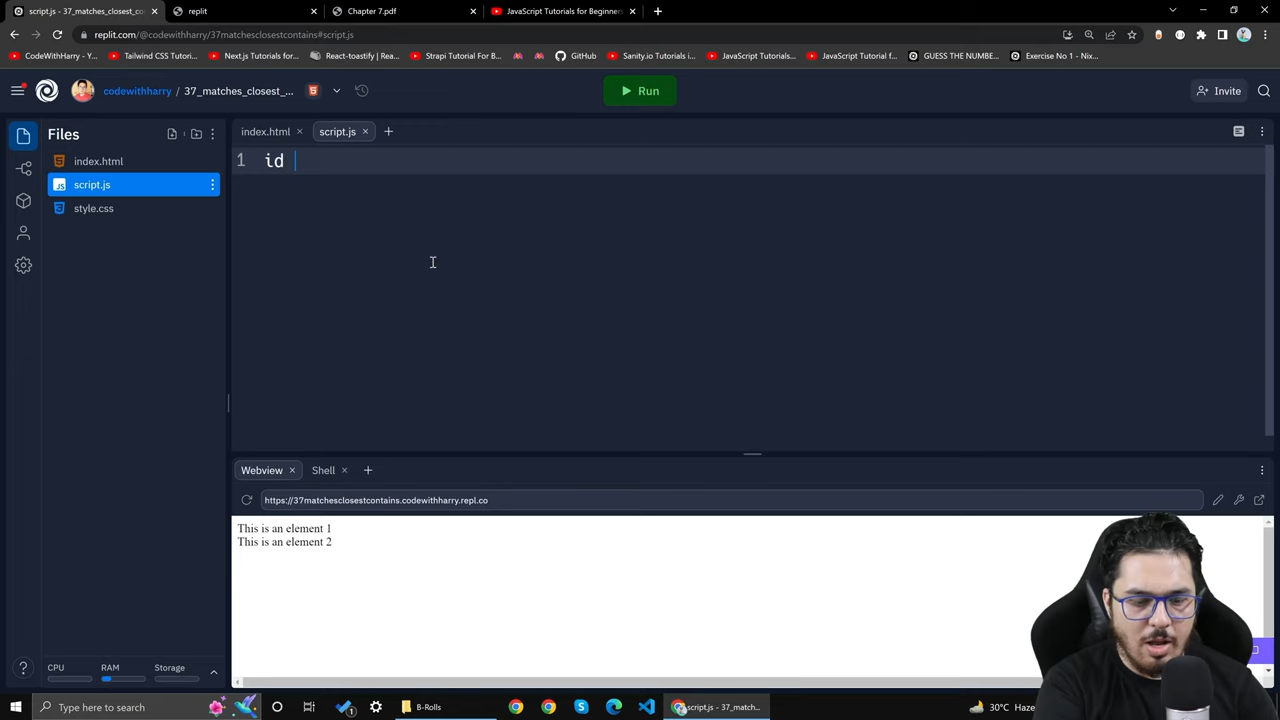 script.js - 37_matches_closest_co
replit
Chapter 7.pdf
JavaScript Tutorials for Beginner
replit.com/@codewithharry/37matchesclosestcontains#script.js
CodeWithHarry - Y...
Tailwind CSS Tutori...
Next.js Tutorials for...
React-toastify | Rea...
Strapi Tutorial For B...
GitHub
Sanity.io Tutorials i...
JavaScript Tutorials...
JavaScript Tutorial f...
GUESS THE NUMBE...
Exercise No 1 - Nix...
codewithharry / 37_matches_closest_...
Run
Invite
Files
index.html
script.js
index.html
script.js
style.css
1 id
Webview
Shell
https://37matchesclosestcontains.codewithharry.repl.co
This is an element 1
This is an element 2
CPU
RAM
Storage
Type here to search
B-Rolls
script.js - 37_match...
30°C Haze